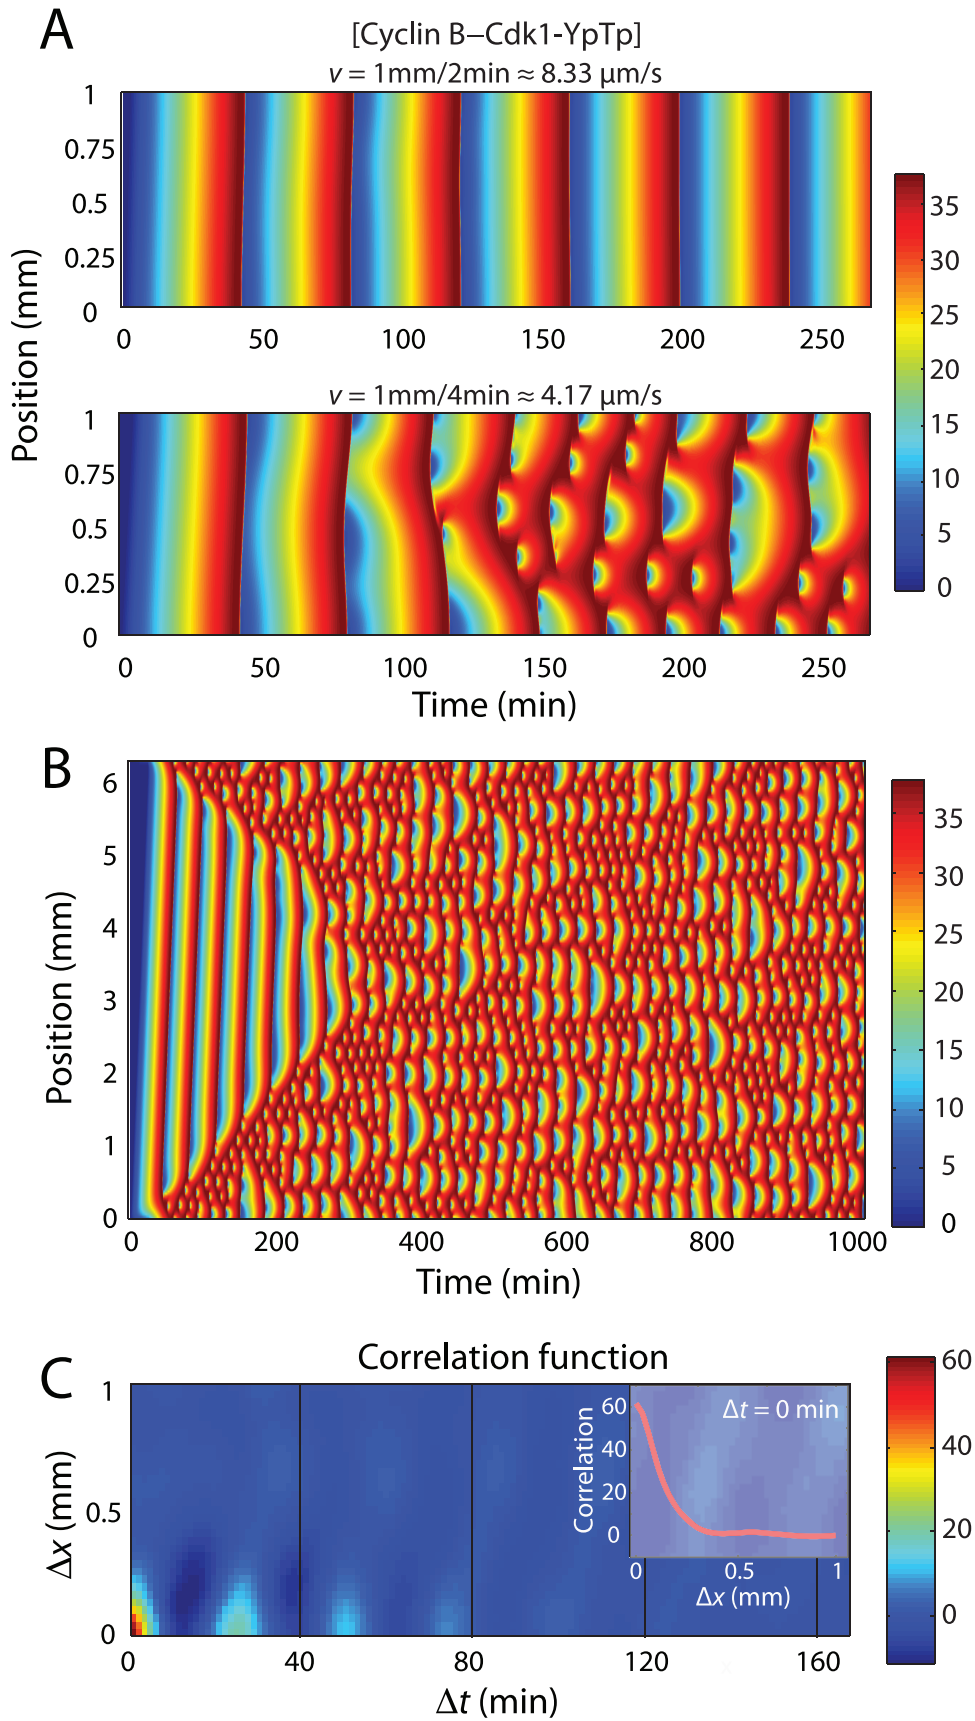 A
[Cyclin B–Cdk1-YpTp]
v = 1mm/2min ≈ 8.33 μm/s
1
0.75
0.5
0.25
0
0 50 100 150 200 250
v = 1mm/4min ≈ 4.17 μm/s
1
0.75
0.5
0.25
0
0 50 100 150 200 250
Position (mm)
Time (min)
35
30
25
20
15
10
5
0
B
6
5
4
3
2
1
0
0 200 400 600 800 1000
Position (mm)
Time (min)
35
30
25
20
15
10
5
0
C
Correlation function
1
0.5
0
Δx (mm)
0 40 80 120 160
Δt (min)
Δt = 0 min
Correlation
60
40
20
0
0 0.5 1
Δx (mm)
60
40
20
0